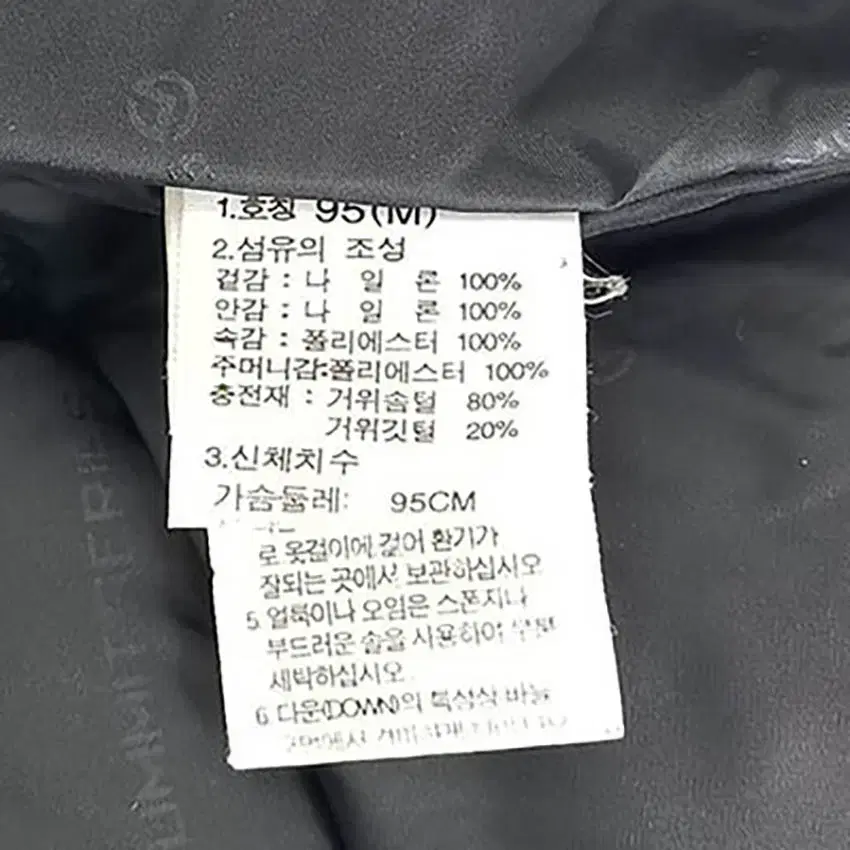 1.호칭 95(M)
2.섬유의 조성
겉감 : 나 일 론 100%
안감 : 나 일 론 100%
속감 : 폴리에스터 100%
주머니감:폴리에스터 100%
충전재 : 거위솜털 80%
거위깃털 20%
3.신체치수
가슴둘레: 95CM
로 옷걸이에 걸어 환기가
잘되는 곳에서 보관하십시오
5.얼룩이나 오임은 스폰지나
부드러운 솔을 사용하여 부분
세탁하십시오
6.다운(DOWN)의 특성상 바늘